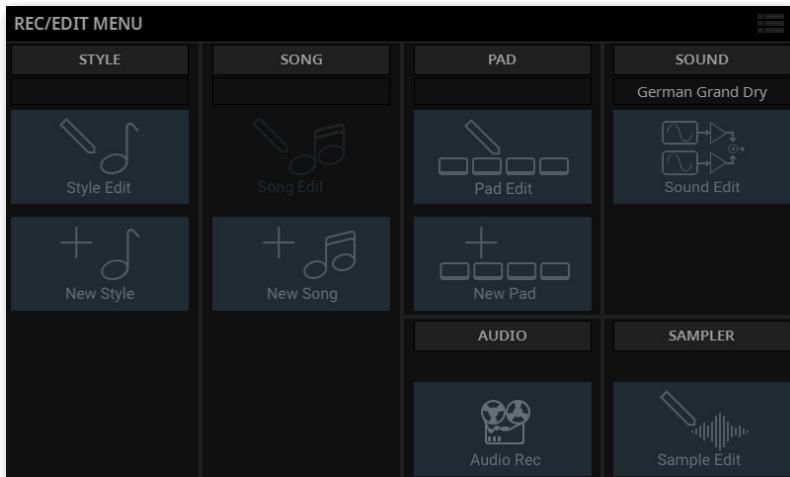 REC/EDIT MENU
STYLE
SONG
PAD
SOUND
German Grand Dry
Style Edit
Song Edit
Pad Edit
Sound Edit
New Style
New Song
New Pad
AUDIO
SAMPLER
Audio Rec
Sample Edit